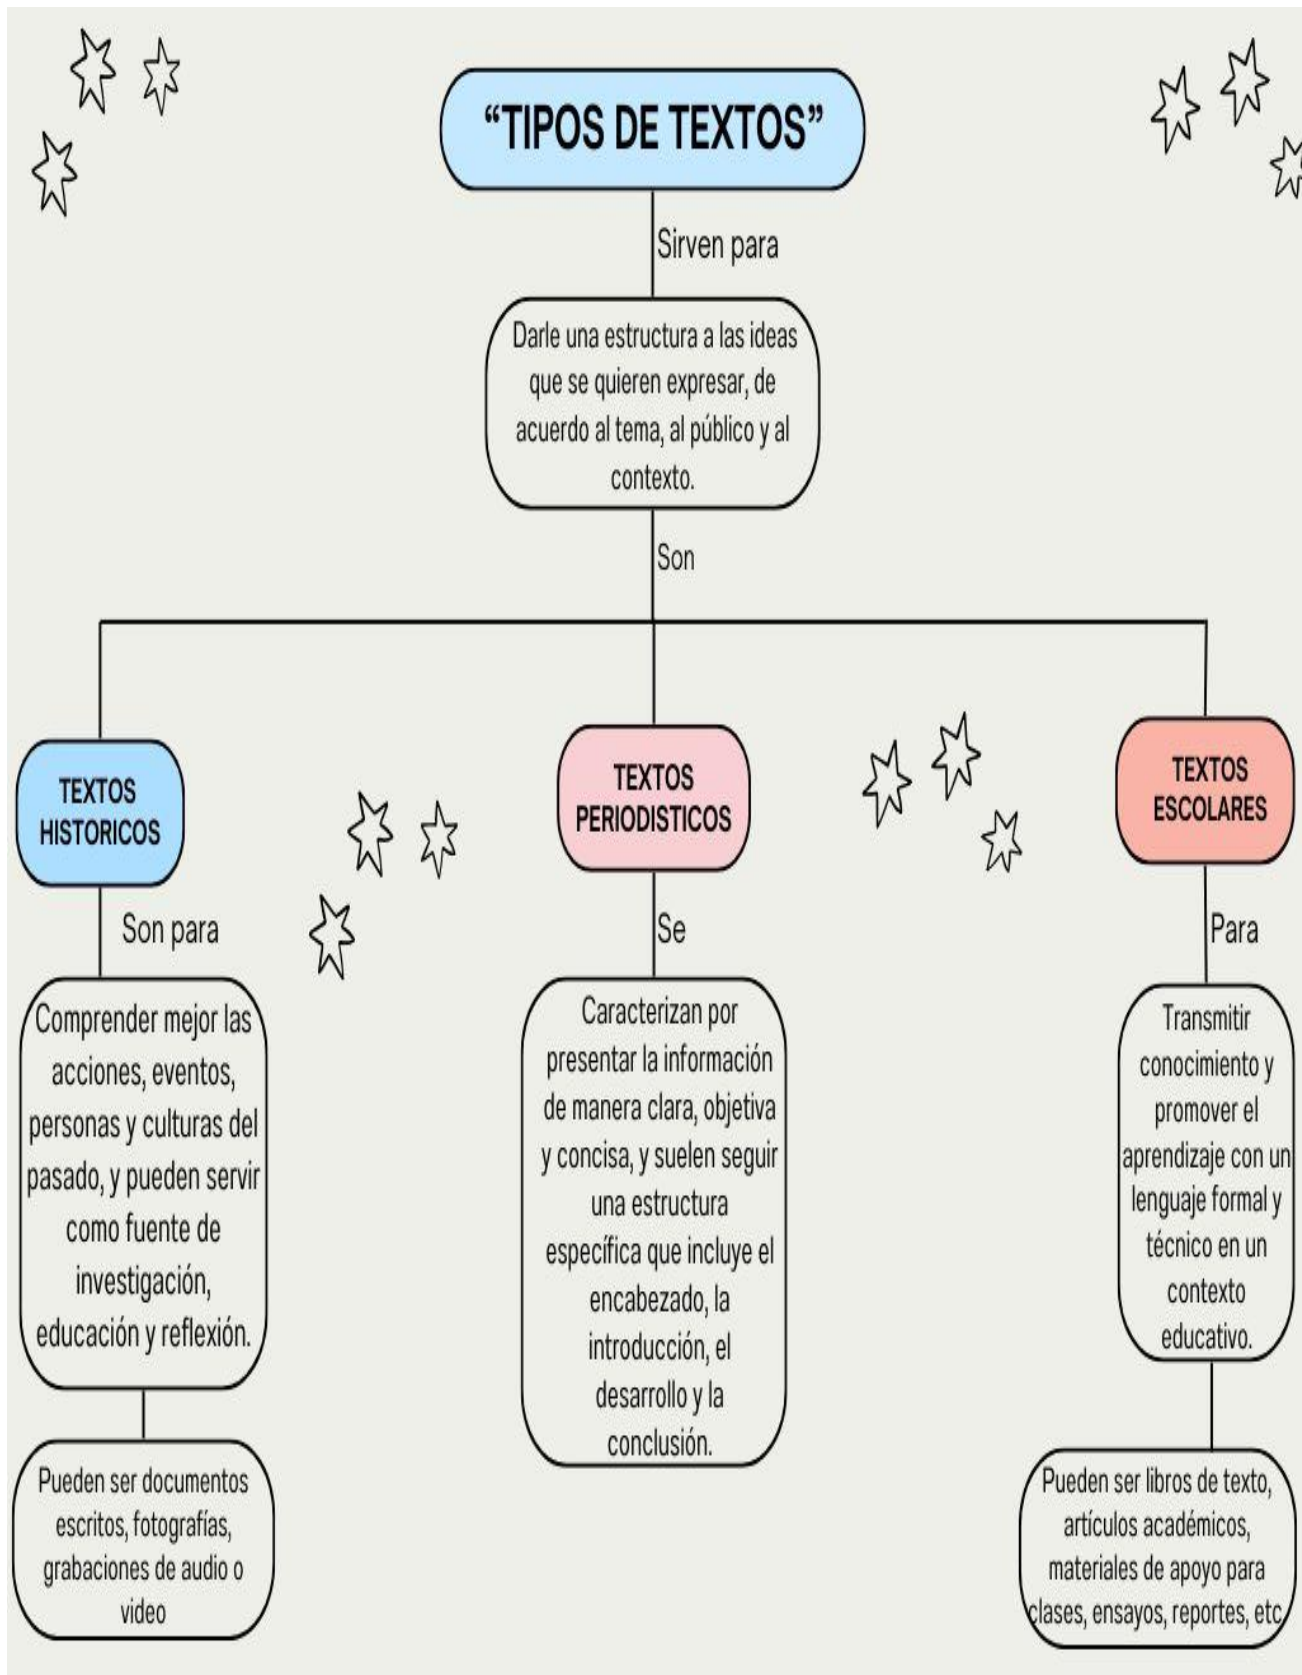 “TIPOS DE TEXTOS”
Sirven para
Darle una estructura a las ideas
que se quieren expresar, de
acuerdo al tema, al público y al
contexto.
Son
TEXTOS
HISTORICOS
Son para
Comprender mejor las
acciones, eventos,
personas y culturas del
pasado, y pueden servir
como fuente de
investigación,
educación y reflexión.
Pueden ser documentos
escritos, fotografías,
grabaciones de audio o
video
TEXTOS
PERIODISTICOS
Se
Caracterizan por
presentar la información
de manera clara, objetiva
y concisa, y suelen seguir
una estructura
específica que incluye el
encabezado, la
introducción, el
desarrollo y la
conclusión.
TEXTOS
ESCOLARES
Para
Transmitir
conocimiento y
promover el
aprendizaje con un
lenguaje formal y
técnico en un
contexto
educativo.
Pueden ser libros de texto,
artículos académicos,
materiales de apoyo para
clases, ensayos, reportes, etc